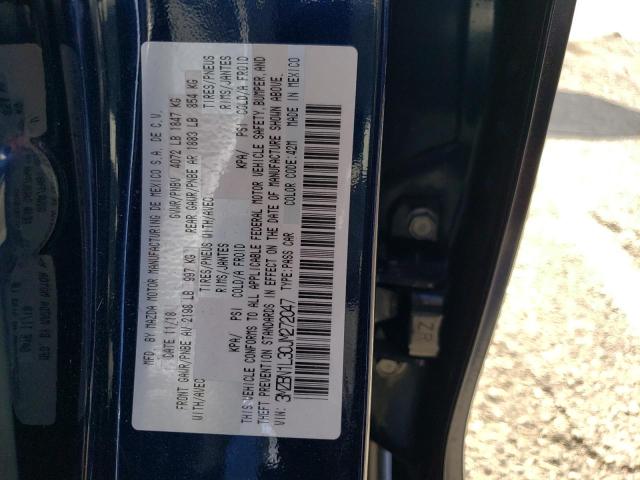 MFD. BY MAZDA MOTOR MANUFACTURING DE MEXICO S.A. DE C.V.
DATE 11/18 GVWR/PNBV 4072 LB 1847 KG
FRONT GAWR/PNBE AV 2198 LB 997 KG REAR GAWR/PNBE AR 1883 LB 854 KG
WITH/AVEC TIRES/PNEUS WITH/AVEC TIRES/PNEUS
RIMS/JANTES RIMS/JANTES
KPA/ PSI COLD/A FROID KPA/ PSI COLD/A FROID
THIS VEHICLE CONFORMS TO ALL APPLICABLE FEDERAL MOTOR VEHICLE SAFETY, BUMPER, AND
THEFT PREVENTION STANDARDS IN EFFECT ON THE DATE OF MANUFACTURE SHOWN ABOVE.
VIN: 3MZBN1L30JM272047 TYPE:PASS CAR COLOR CODE:42M MADE IN MEXICO
ZR